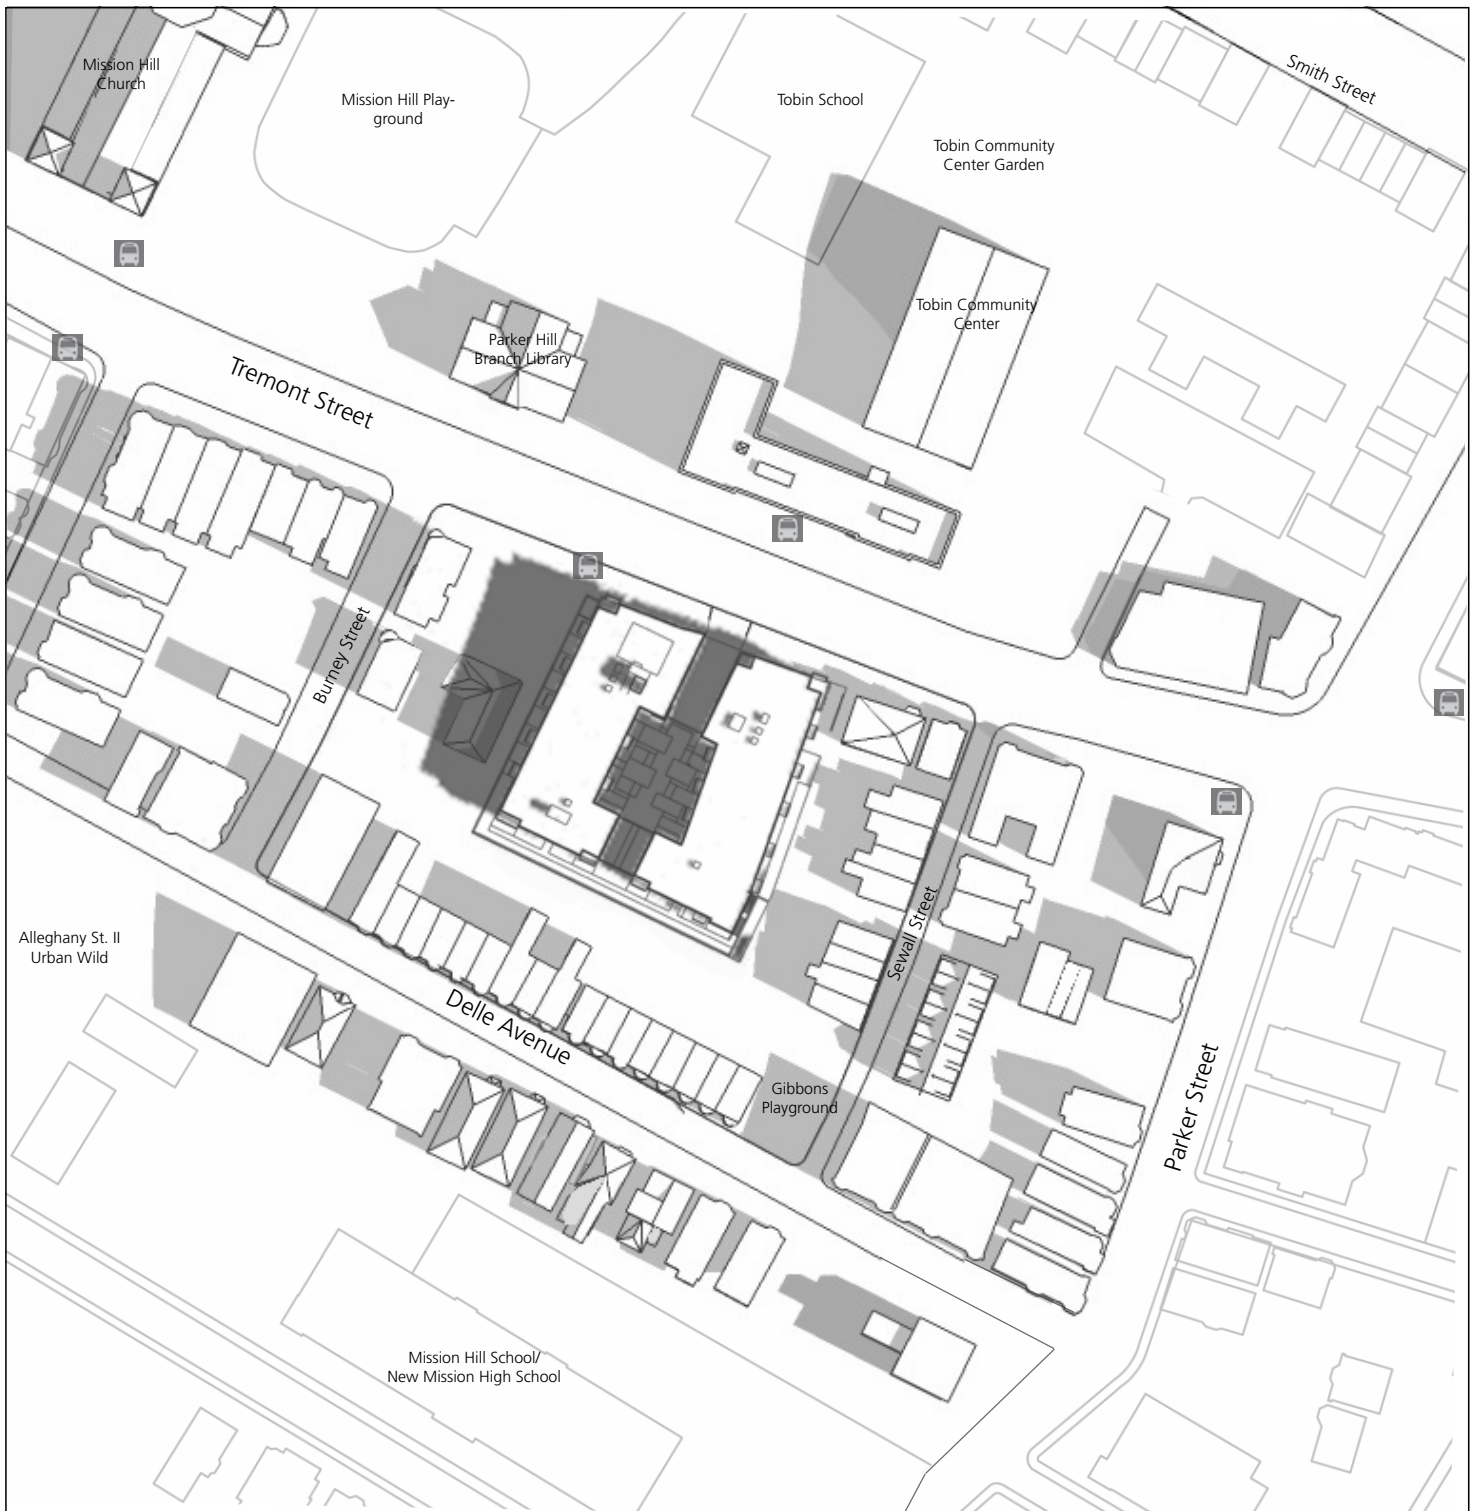 Mission Hill
Church
Mission Hill Play-
ground
Tobin School
Smith Street
Tobin Community
Center Garden
Tobin Community
Center
Parker Hill
Branch Library
Tremont Street
Burney Street
Sewall Street
Alleghany St. II
Urban Wild
Delle Avenue
Gibbons
Playground
Parker Street
Mission Hill School/
New Mission High School